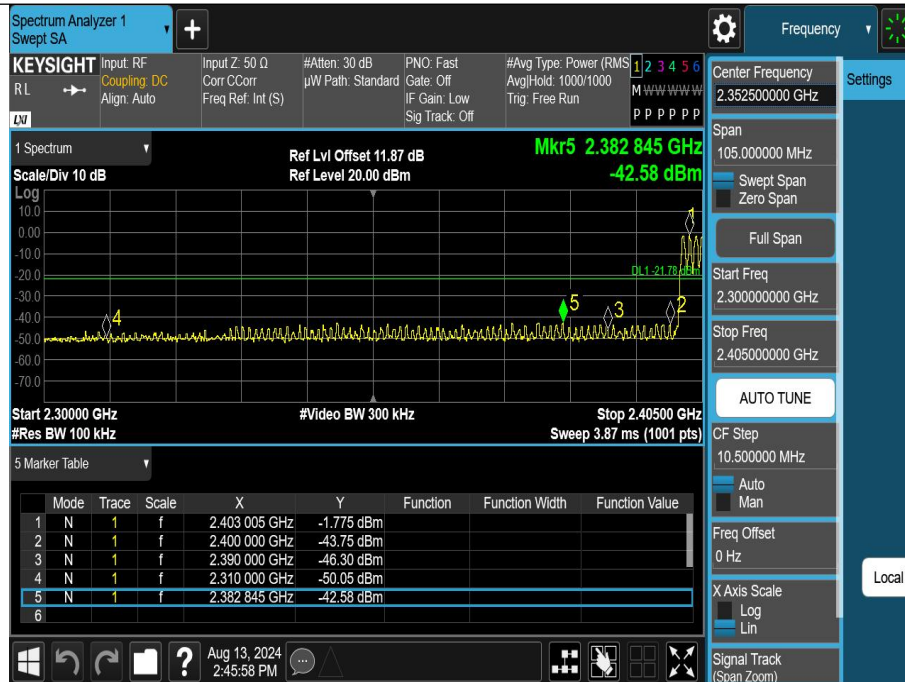 Spectrum Analyzer 1
Swept SA
+
Frequency
KEYSIGHT
RL
LXI
Input: RF
Coupling: DC
Align: Auto
Input Z: 50 Ω
Corr CCorr
Freq Ref: Int (S)
#Atten: 30 dB
µW Path: Standard
PNO: Fast
Gate: Off
IF Gain: Low
Sig Track: Off
#Avg Type: Power (RMS
Avg|Hold: 1000/1000
Trig: Free Run
1 2 3 4 5 6
M W W W W W
P P P P P P
1 Spectrum
Scale/Div 10 dB
Ref Lvl Offset 11.87 dB
Ref Level 20.00 dBm
Mkr5 2.382 845 GHz
-42.58 dBm
Log
10.0
0.00
-10.0
-20.0
-30.0
-40.0
-50.0
-60.0
-70.0
DL1 -21.78 dBm
1
2
3
4
5
Start 2.30000 GHz
#Res BW 100 kHz
#Video BW 300 kHz
Stop 2.40500 GHz
Sweep 3.87 ms (1001 pts)
5 Marker Table
Mode Trace Scale X Y Function Function Width Function Value
1 N 1 f 2.403 005 GHz -1.775 dBm
2 N 1 f 2.400 000 GHz -43.75 dBm
3 N 1 f 2.390 000 GHz -46.30 dBm
4 N 1 f 2.310 000 GHz -50.05 dBm
5 N 1 f 2.382 845 GHz -42.58 dBm
6
Aug 13, 2024
2:45:58 PM
?
Center Frequency
2.352500000 GHz
Settings
Span
105.000000 MHz
Swept Span
Zero Span
Full Span
Start Freq
2.300000000 GHz
Stop Freq
2.405000000 GHz
AUTO TUNE
CF Step
10.500000 MHz
Auto
Man
Freq Offset
0 Hz
X Axis Scale
Log
Lin
Local
Signal Track
(Span Zoom)